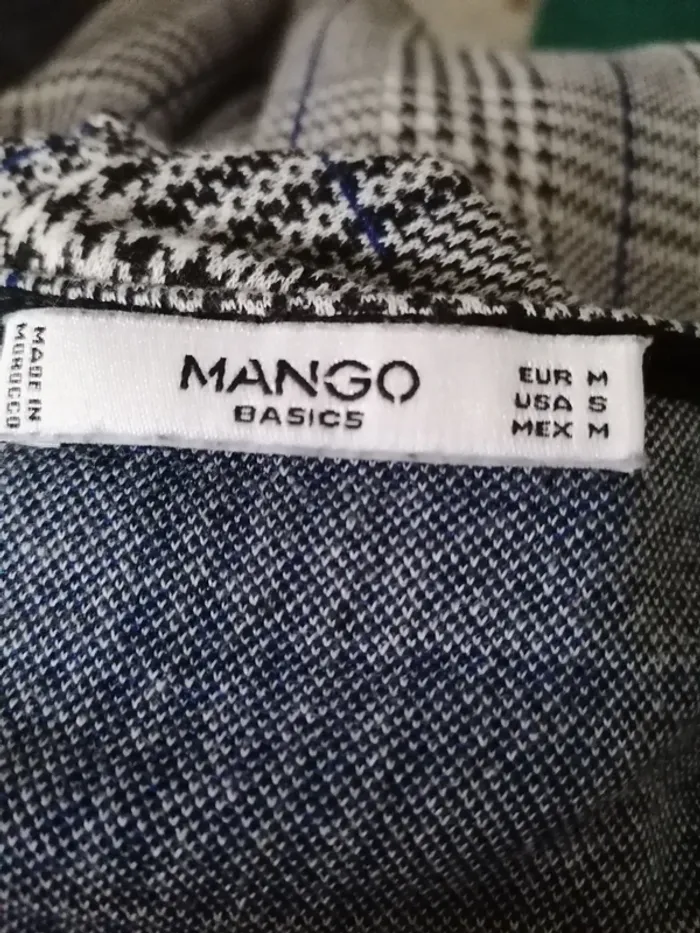 MADE IN
MOROCCO
MANGO
BASICS
EUR M
USA S
MEX M